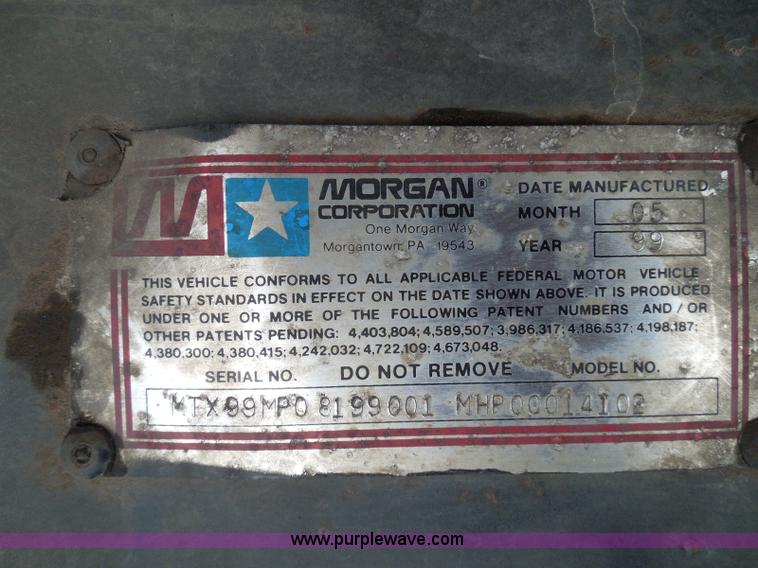 MORGAN®
CORPORATION
One Morgan Way
Morgantown, PA 19543
DATE MANUFACTURED
MONTH 05
YEAR 99
THIS VEHICLE CONFORMS TO ALL APPLICABLE FEDERAL MOTOR VEHICLE
SAFETY STANDARDS IN EFFECT ON THE DATE SHOWN ABOVE. IT IS PRODUCED
UNDER ONE OR MORE OF THE FOLLOWING PATENT NUMBERS AND/OR
OTHER PATENTS PENDING: 4,403,804; 4,589,507; 3,986,317; 4,186,537; 4,198,187;
4,380,300; 4,380,415; 4,242,032; 4,722,109; 4,673,048.
SERIAL NO. DO NOT REMOVE MODEL NO.
MTX99MP08199001 MHP09014102
www.purplewave.com